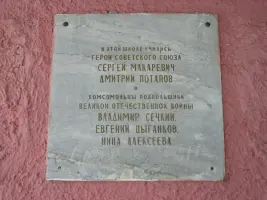 В ЭТОЙ ШКОЛЕ УЧИЛИСЬ
ГЕРОИ СОВЕТСКОГО СОЮЗА
СЕРГЕЙ МАКАРЕВИЧ
ДМИТРИЙ ПОТАПОВ
И
КОМСОМОЛЬЦЫ ПОДПОЛЬЩИКИ
ВЕЛИКОЙ ОТЕЧЕСТВЕННОЙ ВОЙНЫ
ВЛАДИМИР СЕЧКИН,
ЕВГЕНИЙ ЦЫГАНКОВ,
НИНА АЛЕКСЕЕВА.